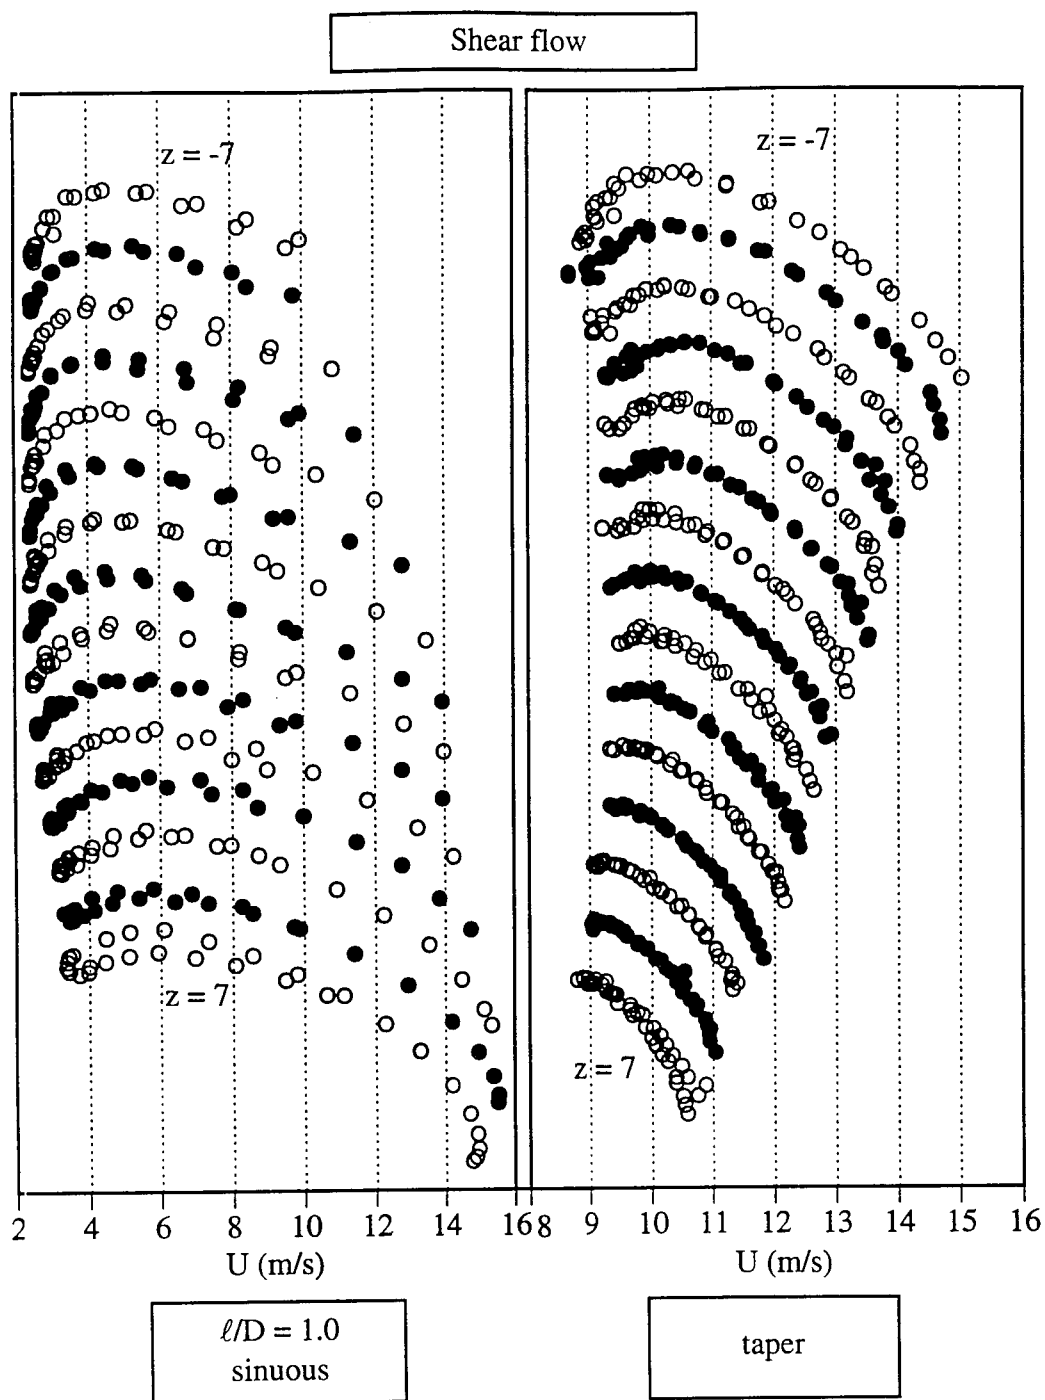 Shear flow
z = -7
z = -7
z = 7
z = 7
2 4 6 8 10 12 14 16 8 9 10 11 12 13 14 15 16
U (m/s) U (m/s)
ℓ/D = 1.0
sinuous
taper